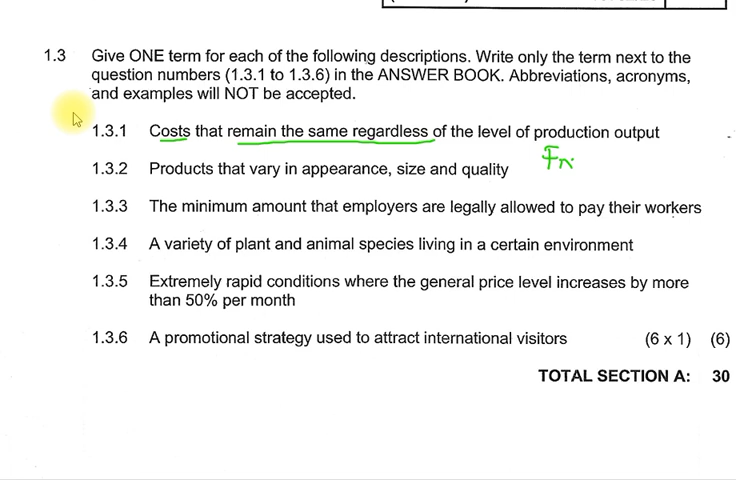 1.3 Give ONE term for each of the following descriptions. Write only the term next to the
question numbers (1.3.1 to 1.3.6) in the ANSWER BOOK. Abbreviations, acronyms,
and examples will NOT be accepted.
1.3.1 Costs that remain the same regardless of the level of production output
1.3.2 Products that vary in appearance, size and quality
1.3.3 The minimum amount that employers are legally allowed to pay their workers
1.3.4 A variety of plant and animal species living in a certain environment
1.3.5 Extremely rapid conditions where the general price level increases by more
than 50% per month
1.3.6 A promotional strategy used to attract international visitors (6 x 1) (6)
TOTAL SECTION A: 30